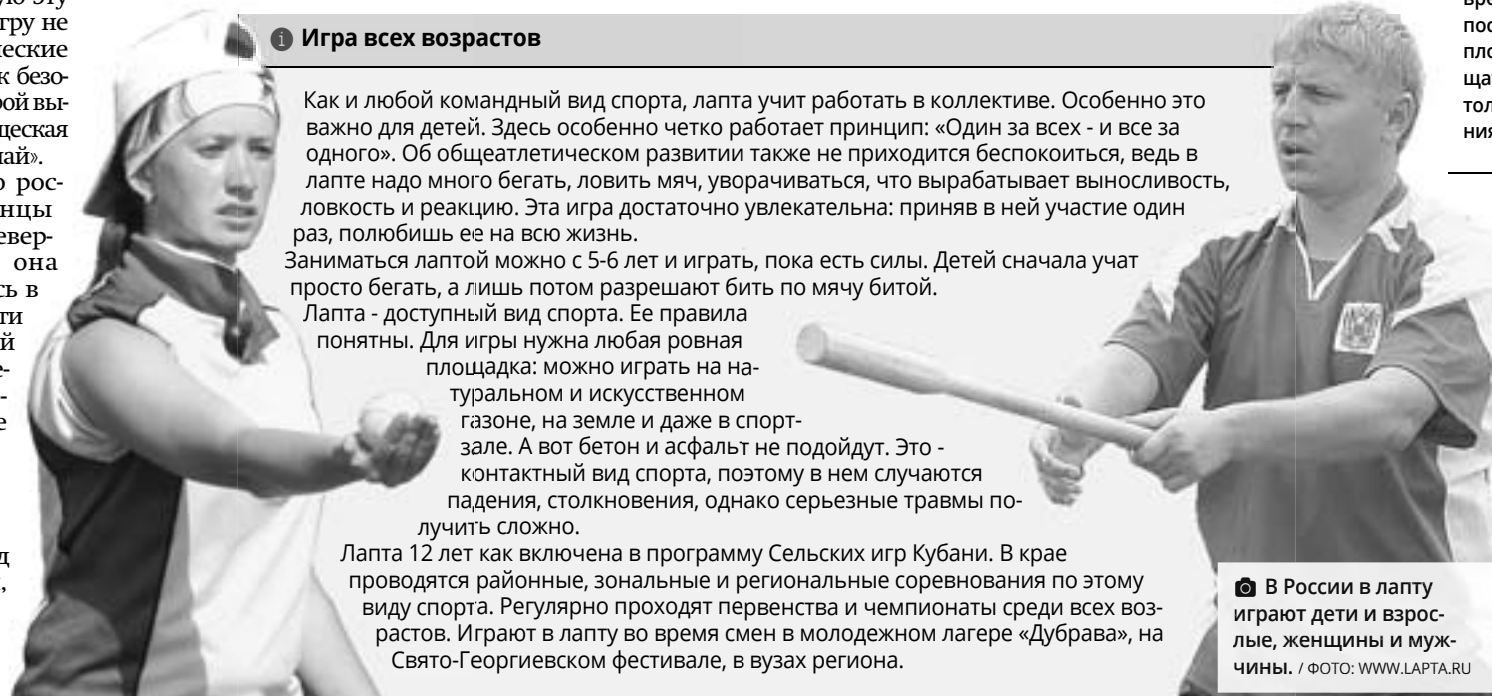 гру не
Игра всех возрастов
Как и любой командный вид спорта, лапта учит работать в коллективе. Особенно это
важно для детей. Здесь особенно четко работает принцип: «Один за всех - и все за
одного». Об общеатлетическом развитии также не приходится беспокоиться, ведь в
лапте надо много бегать, ловить мяч, уворачиваться, что вырабатывает выносливость,
ловкость и реакцию. Эта игра достаточно увлекательна: приняв в ней участие один
раз, полюбишь ее на всю жизнь.
Заниматься лаптой можно с 5-6 лет и играть, пока есть силы. Детей сначала учат
просто бегать, а лишь потом разрешают бить по мячу битой.
Лапта - доступный вид спорта. Ее правила
понятны. Для игры нужна любая ровная
площадка: можно играть на на-
туральном и искусственном
газоне, на земле и даже в спорт-
зале. А вот бетон и асфальт не подойдут. Это -
контактный вид спорта, поэтому в нем случаются
падения, столкновения, однако серьезные травмы по-
лучить сложно.
Лапта 12 лет как включена в программу Сельских игр Кубани. В крае
проводятся районные, зональные и региональные соревнования по этому
виду спорта. Регулярно проходят первенства и чемпионаты среди всех воз-
растов. Играют в лапту во время смен в молодежном лагере «Дубрава», на
Свято-Георгиевском фестивале, в вузах региона.
В России в лапту
играют дети и взрос-
лые, женщины и муж-
чины. / ФОТО: WWW.LAPTA.RU